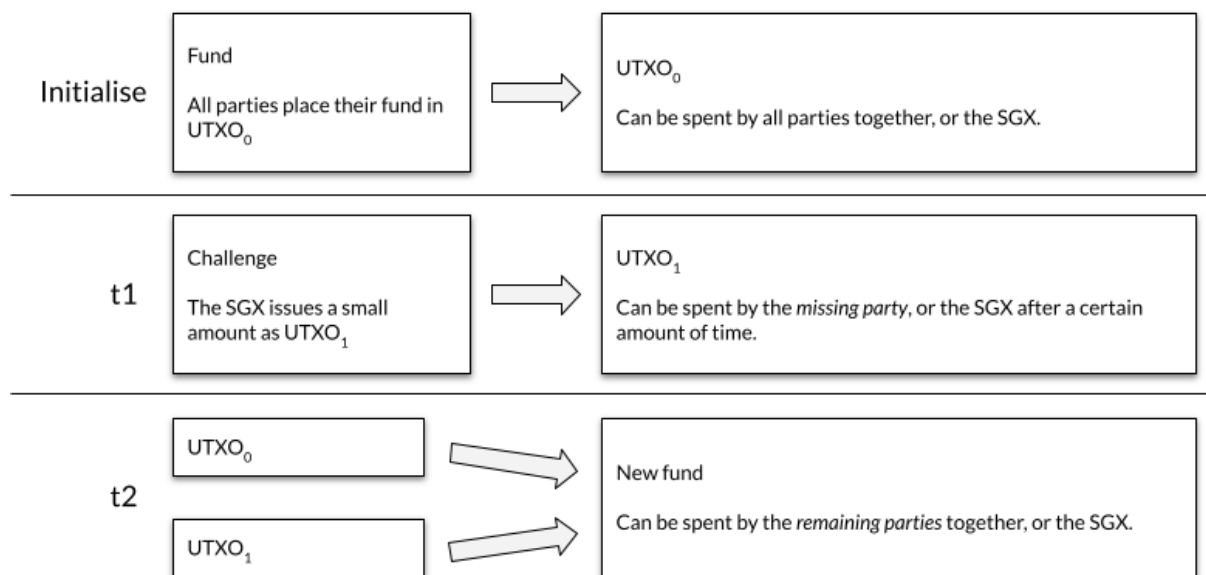 Initialise
Fund
All parties place their fund in
UTXO₀
UTXO₀
Can be spent by all parties together, or the SGX.
t1
Challenge
The SGX issues a small
amount as UTXO₁
UTXO₁
Can be spent by the missing party, or the SGX after a certain
amount of time.
t2
UTXO₀
UTXO₁
New fund
Can be spent by the remaining parties together, or the SGX.